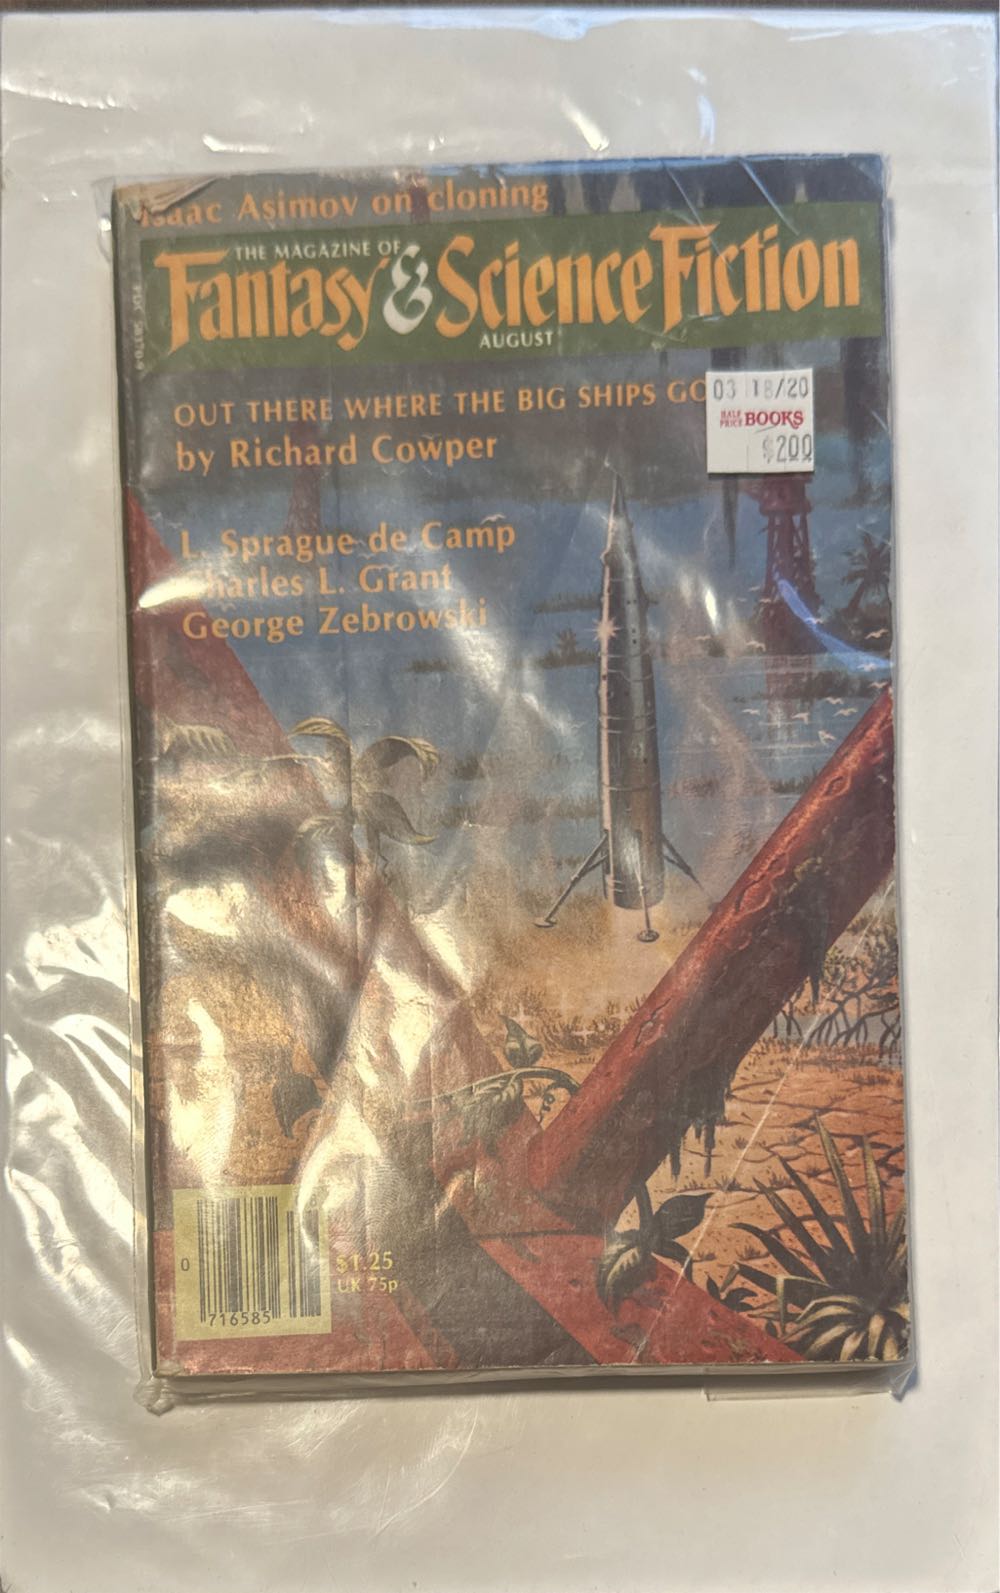 Isaac Asimov on cloning
THE MAGAZINE OF
Fantasy & Science Fiction
AUGUST
OUT THERE WHERE THE BIG SHIPS GO
by Richard Cowper
03 18/20
HALF PRICE BOOKS
$200
L. Sprague de Camp
Charles L. Grant
George Zebrowski
0
716585
$1.25
UK 75p